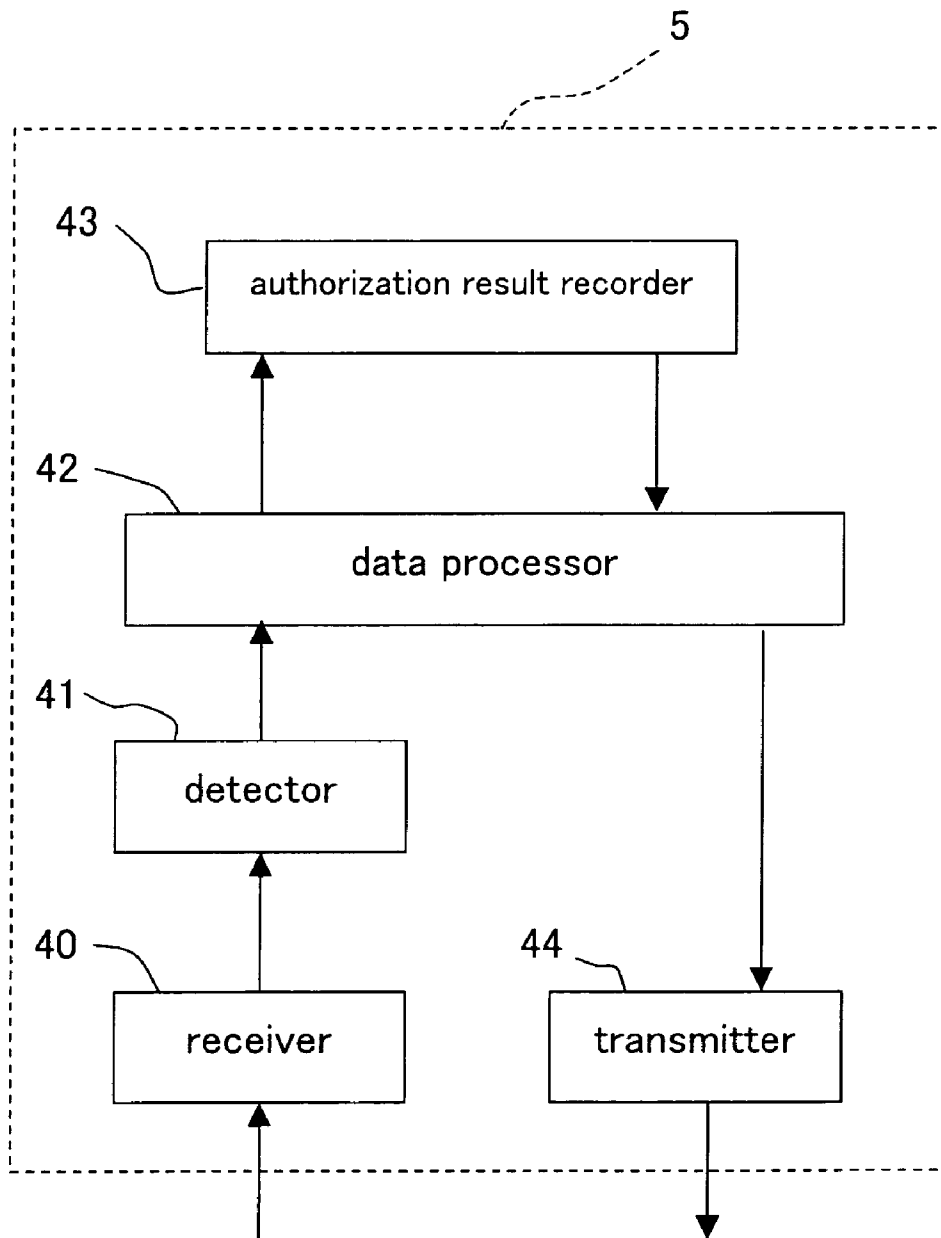 5
43
authorization result recorder
42
data processor
41
detector
40
receiver
44
transmitter